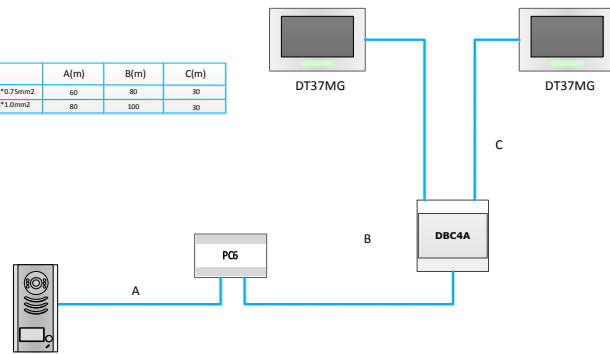 DT37MG
DT37MG
A(m) B(m) C(m)
*0.75mm2 60 80 30
*1.0mm2 80 100 30
C
B
DBC4A
PC6
A